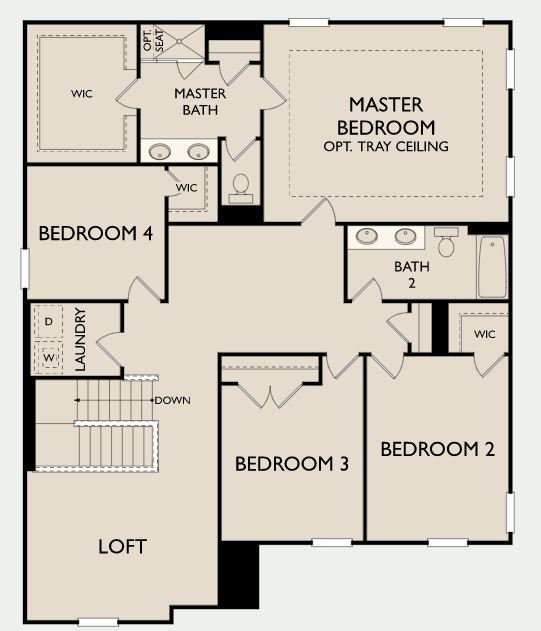 OPT.
SEAT
WIC
MASTER
BATH
MASTER
BEDROOM
OPT. TRAY CEILING
WIC
BEDROOM 4
BATH
2
D
W
LAUNDRY
WIC
DOWN
BEDROOM 3
BEDROOM 2
LOFT